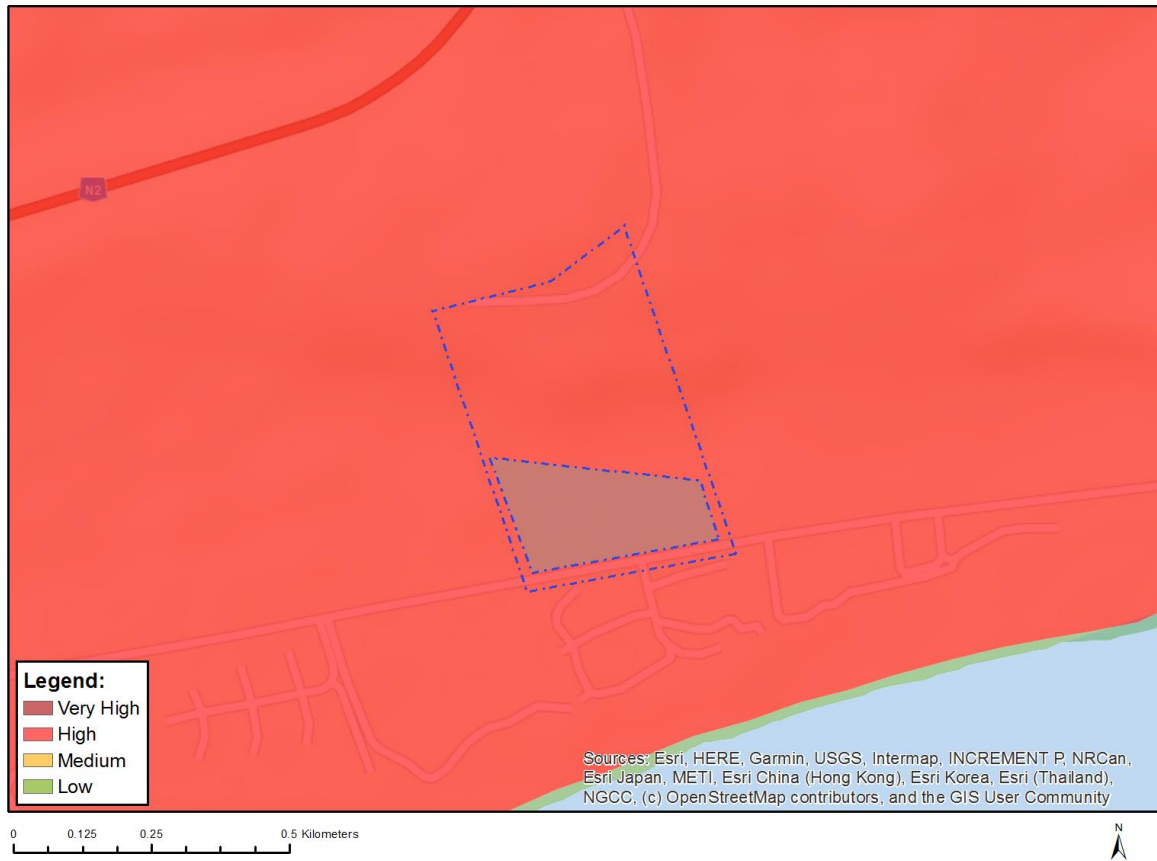 N2
Legend:
Very High
High
Medium
Low
Sources: Esri, HERE, Garmin, USGS, Intermap, INCREMENT P, NRCan,
Esri Japan, METI, Esri China (Hong Kong), Esri Korea, Esri (Thailand),
NGCC, (c) OpenStreetMap contributors, and the GIS User Community
0 0.125 0.25 0.5 Kilometers
N